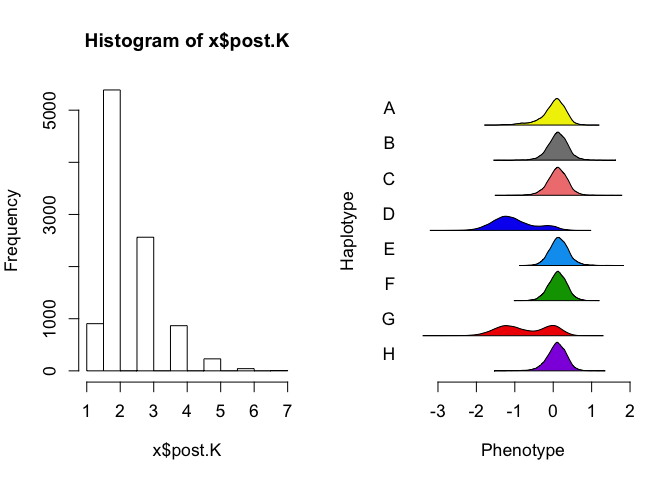 Histogram of x$post.K
Frequency
0
1000
3000
5000
1 2 3 4 5 6 7
x$post.K
Haplotype
A
B
C
D
E
F
G
H
-3 -2 -1 0 1 2
Phenotype